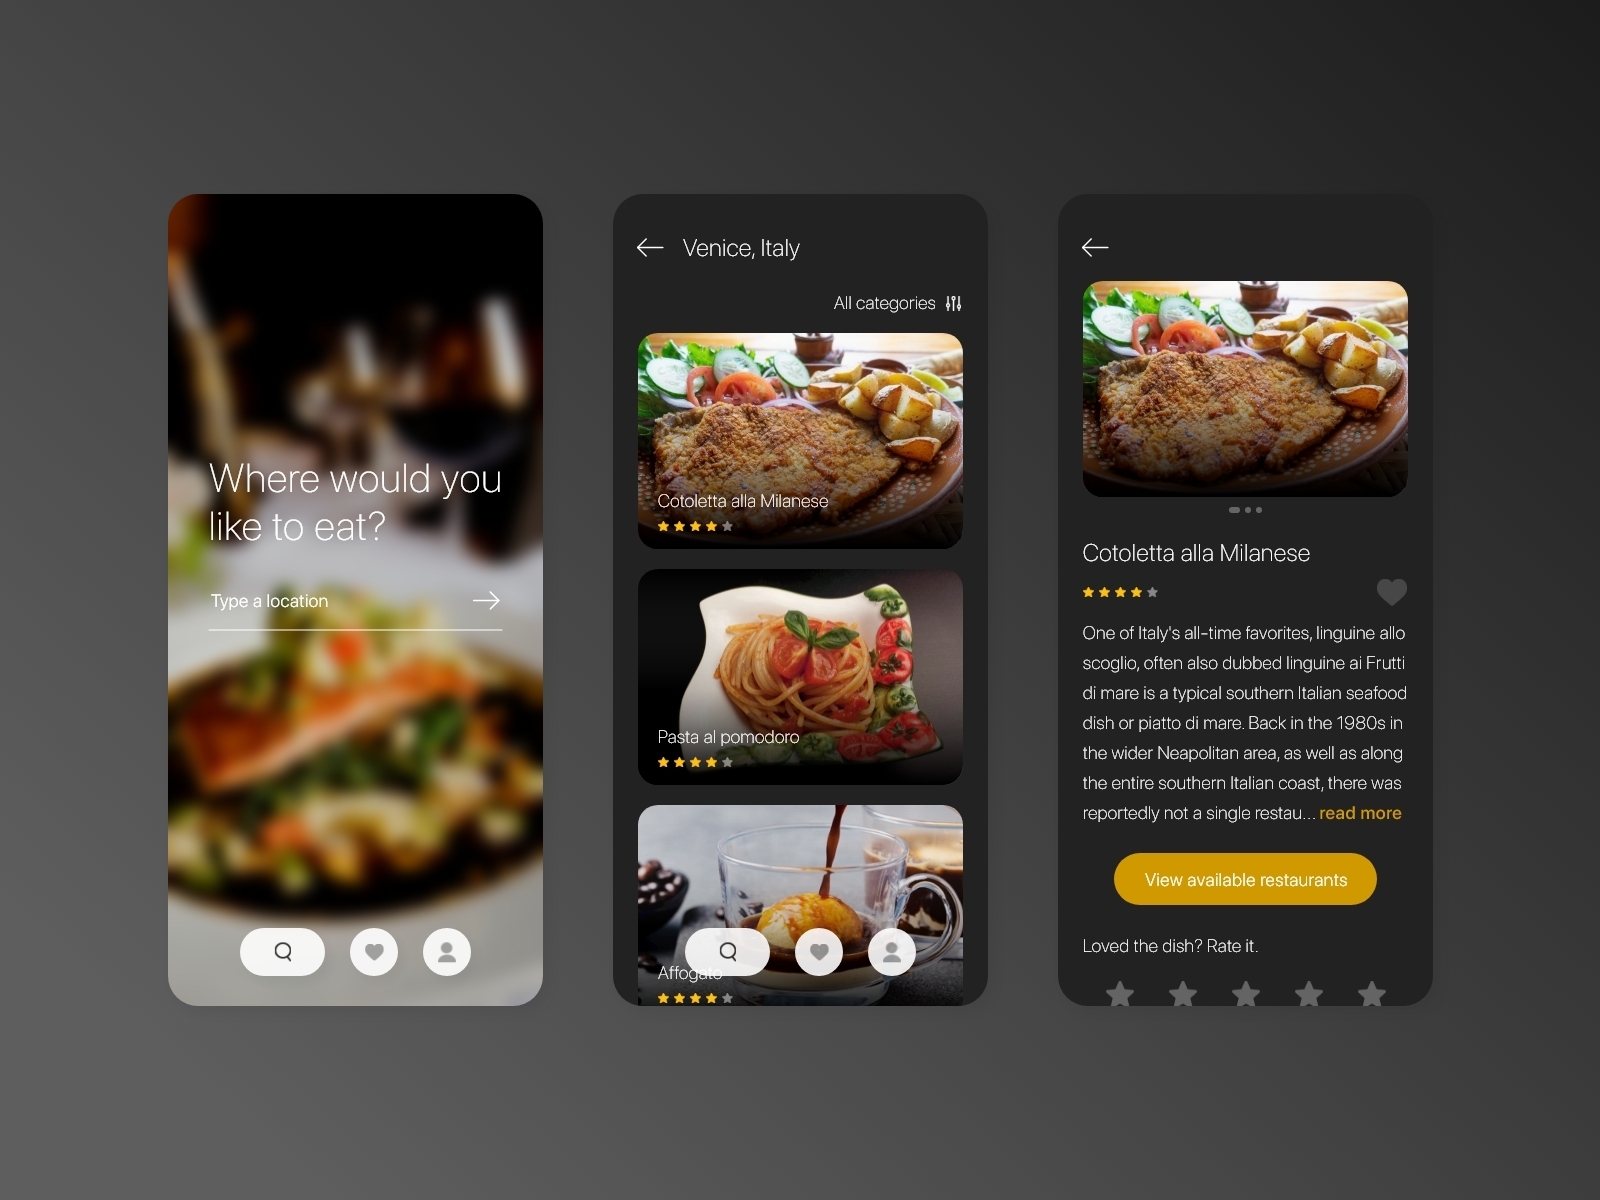 Where would you
like to eat?
Type a location
Venice, Italy
All categories
Cotoletta alla Milanese
Pasta al pomodoro
Affogato
Cotoletta alla Milanese
One of Italy's all-time favorites, linguine allo
scoglio, often also dubbed linguine ai Frutti
di mare is a typical southern Italian seafood
dish or piatto di mare. Back in the 1980s in
the wider Neapolitan area, as well as along
the entire southern Italian coast, there was
reportedly not a single restau... read more
View available restaurants
Loved the dish? Rate it.